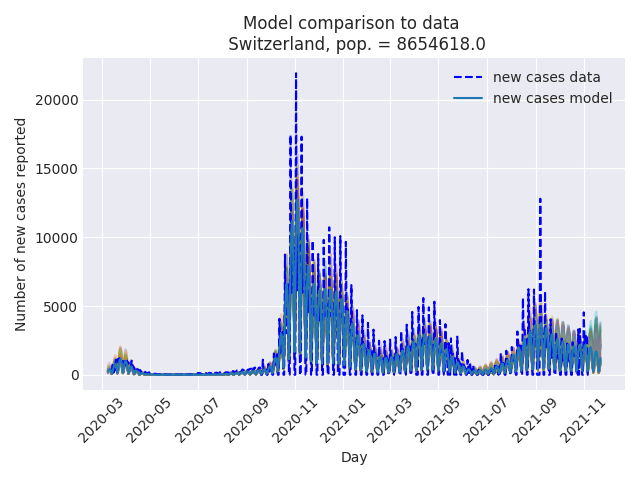 Model comparison to data
Switzerland, pop. = 8654618.0
new cases data
new cases model
Number of new cases reported
20000
15000
10000
5000
0
2020-03
2020-05
2020-07
2020-09
2020-11
2021-01
2021-03
2021-05
2021-07
2021-09
2021-11
Day